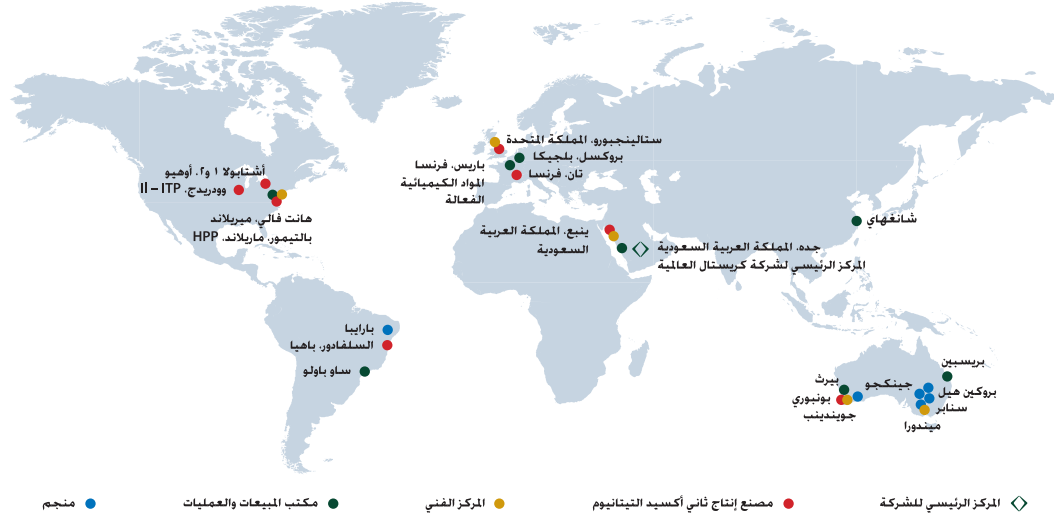 ستالينجبورو، المملكة المتحدة
بروكسل، بلجيكا
باريس، فرنسا
تان، فرنسا
المواد الكيميائية
الفعالة
أشتابولا ١ و٢، أوهيو
وودريدج، II – ITP
هانت فالي، ميريلاند
بالتيمور، ماريلاند، HPP
شانغهاي
ينبع، المملكة العربية
السعودية
جده، المملكة العربية السعودية
المركز الرئيسي لشركة كريستال العالمية
بارايبا
السلفادور، باهيا
ساو باولو
بريسبين
بيرث
جينكجو
بروكين هيل
بونبوري
سنابر
جويندينب
ميندورا
المركز الرئيسي للشركة
مصنع إنتاج ثاني أكسيد التيتانيوم
المركز الفني
مكتب المبيعات والعمليات
منجم